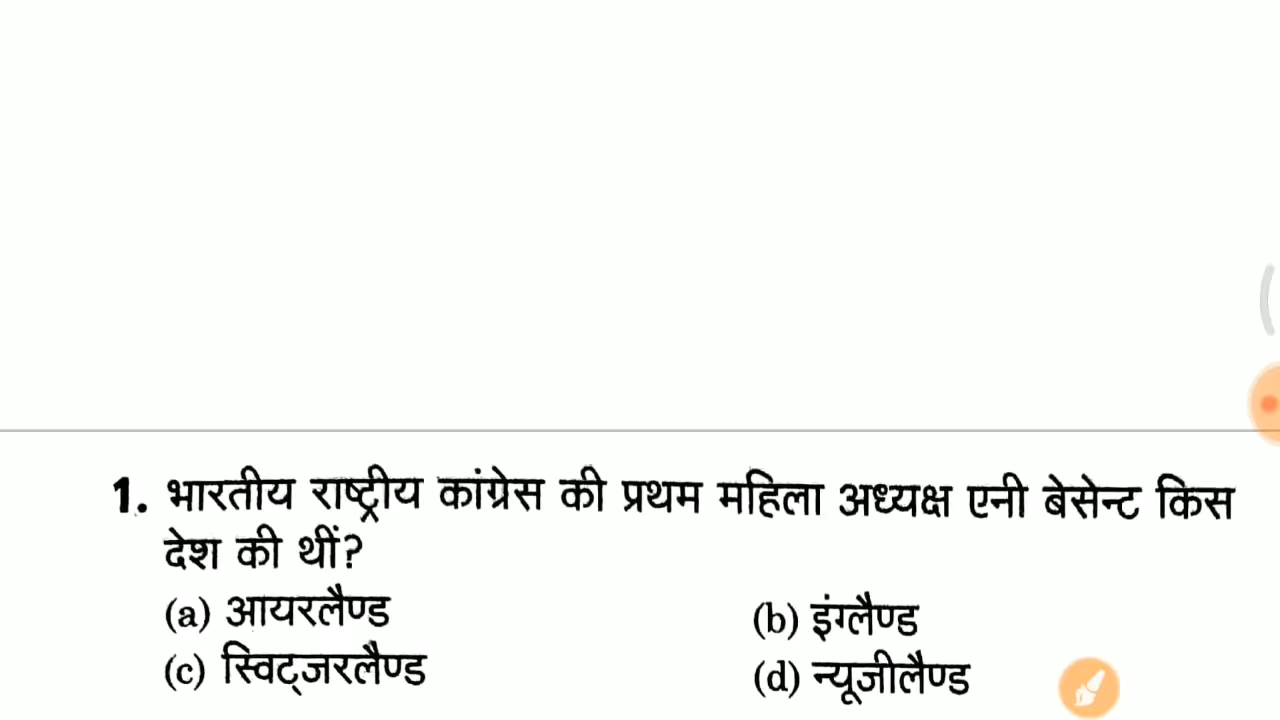 1. भारतीय राष्ट्रीय कांग्रेस की प्रथम महिला अध्यक्ष एनी बेसेन्ट किस
देश की थीं?
(a) आयरलैण्ड (b) इंग्लैण्ड
(c) स्विट्जरलैण्ड (d) न्यूजीलैण्ड